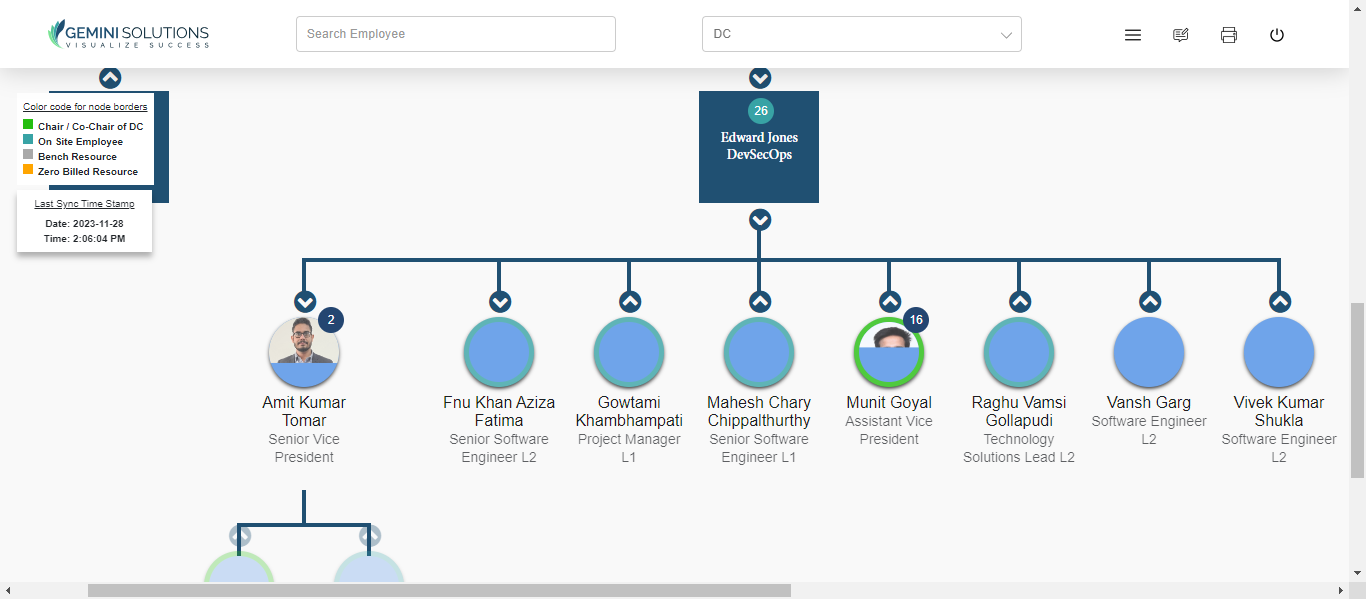 GEMINI SOLUTIONS
VISUALIZE SUCCESS
Search Employee
DC
Color code for node borders
Chair / Co-Chair of DC
On Site Employee
Bench Resource
Zero Billed Resource
Last Sync Time Stamp
Date: 2023-11-28
Time: 2:06:04 PM
26
Edward Jones
DevSecOps
2
Amit Kumar
Tomar
Senior Vice
President
Fnu Khan Aziza
Fatima
Senior Software
Engineer L2
Gowtami
Khambhampati
Project Manager
L1
Mahesh Chary
Chippalthurthy
Senior Software
Engineer L1
16
Munit Goyal
Assistant Vice
President
Raghu Vamsi
Gollapudi
Technology
Solutions Lead L2
Vansh Garg
Software Engineer
L2
Vivek Kumar
Shukla
Software Engineer
L2